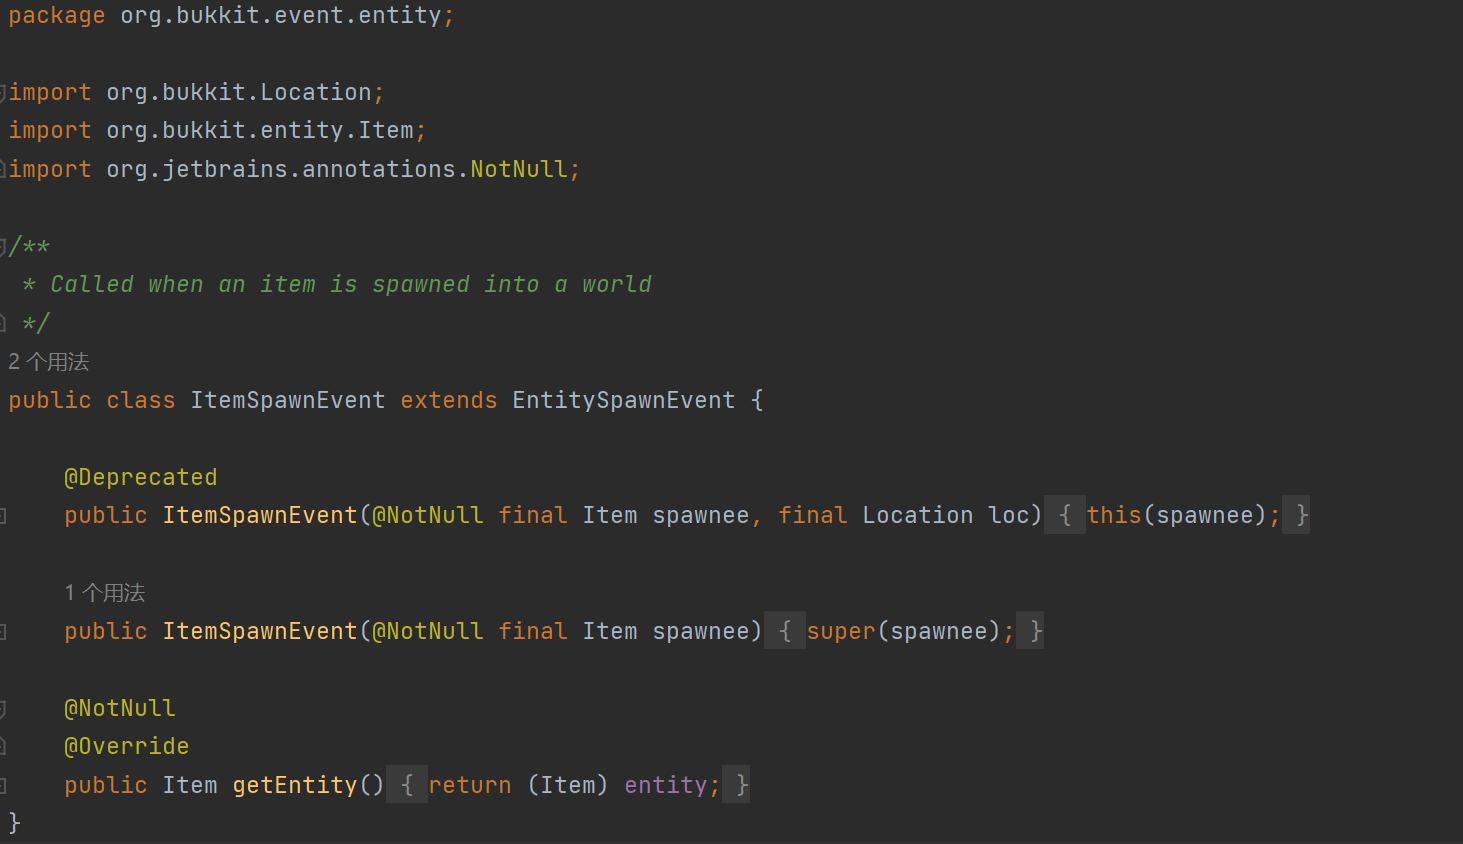 package org.bukkit.event.entity;
import org.bukkit.Location;
import org.bukkit.entity.Item;
import org.jetbrains.annotations.NotNull;
/**
 * Called when an item is spawned into a world
 */
2 个用法
public class ItemSpawnEvent extends EntitySpawnEvent {
    @Deprecated
    public ItemSpawnEvent(@NotNull final Item spawnee, final Location loc) { this(spawnee); }
    1 个用法
    public ItemSpawnEvent(@NotNull final Item spawnee) { super(spawnee); }
    @NotNull
    @Override
    public Item getEntity() { return (Item) entity; }
}